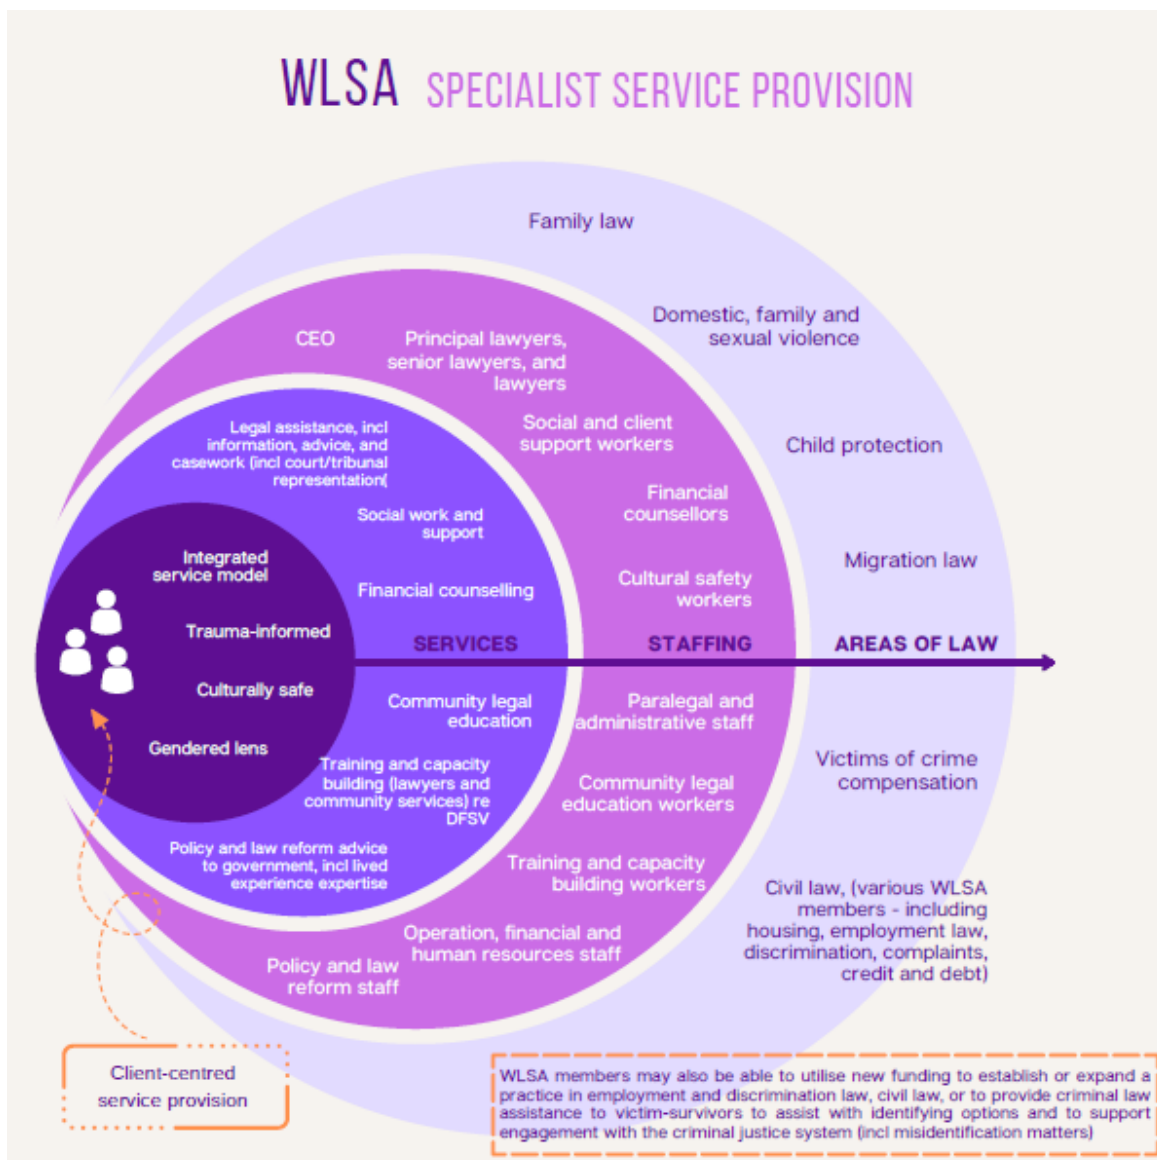 WLSA SPECIALIST SERVICE PROVISION
Family law
Domestic, family and
sexual violence
Child protection
Migration law
AREAS OF LAW
Victims of crime
compensation
Civil law, (various WLSA
members - including
housing, employment law,
discrimination, complaints,
credit and debt)
CEO
Principal lawyers,
senior lawyers, and
lawyers
Social and client
support workers
Financial
counsellors
Cultural safety
workers
STAFFING
Paralegal and
administrative staff
Community legal
education workers
Training and capacity
building workers
Operation, financial and
human resources staff
Policy and law
reform staff
Legal assistance, incl
information, advice, and
casework (incl court/tribunal
representation(
Social work and
support
Financial counselling
SERVICES
Community legal
education
Training and capacity
building (lawyers and
community services) re
DFSV
Policy and law reform advice
to government, incl lived
experience expertise
Integrated
service model
Trauma-informed
Culturally safe
Gendered lens
Client-centred
service provision
WLSA members may also be able to utilise new funding to establish or expand a
practice in employment and discrimination law, civil law, or to provide criminal law
assistance to victim-survivors to assist with identifying options and to support
engagement with the criminal justice system (incl misidentification matters)